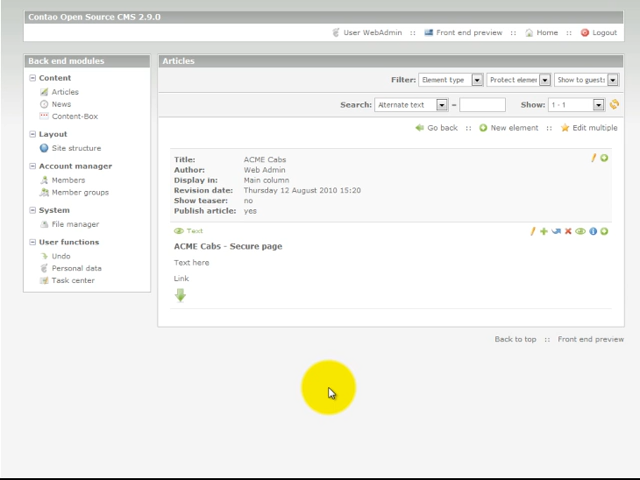 Contao Open Source CMS 2.9.0
User WebAdmin :: Front end preview :: Home :: Logout
Back end modules
Content
Articles
News
Content-Box
Layout
Site structure
Account manager
Members
Member groups
System
File manager
User functions
Undo
Personal data
Task center
Articles
Filter: Element type Protect elemen Show to guests
Search: Alternate text = Show: 1 - 1
Go back :: New element :: Edit multiple
Title: ACME Cabs
Author: Web Admin
Display in: Main column
Revision date: Thursday 12 August 2010 15:20
Show teaser: no
Publish article: yes
Text
ACME Cabs - Secure page
Text here
Link
Back to top :: Front end preview